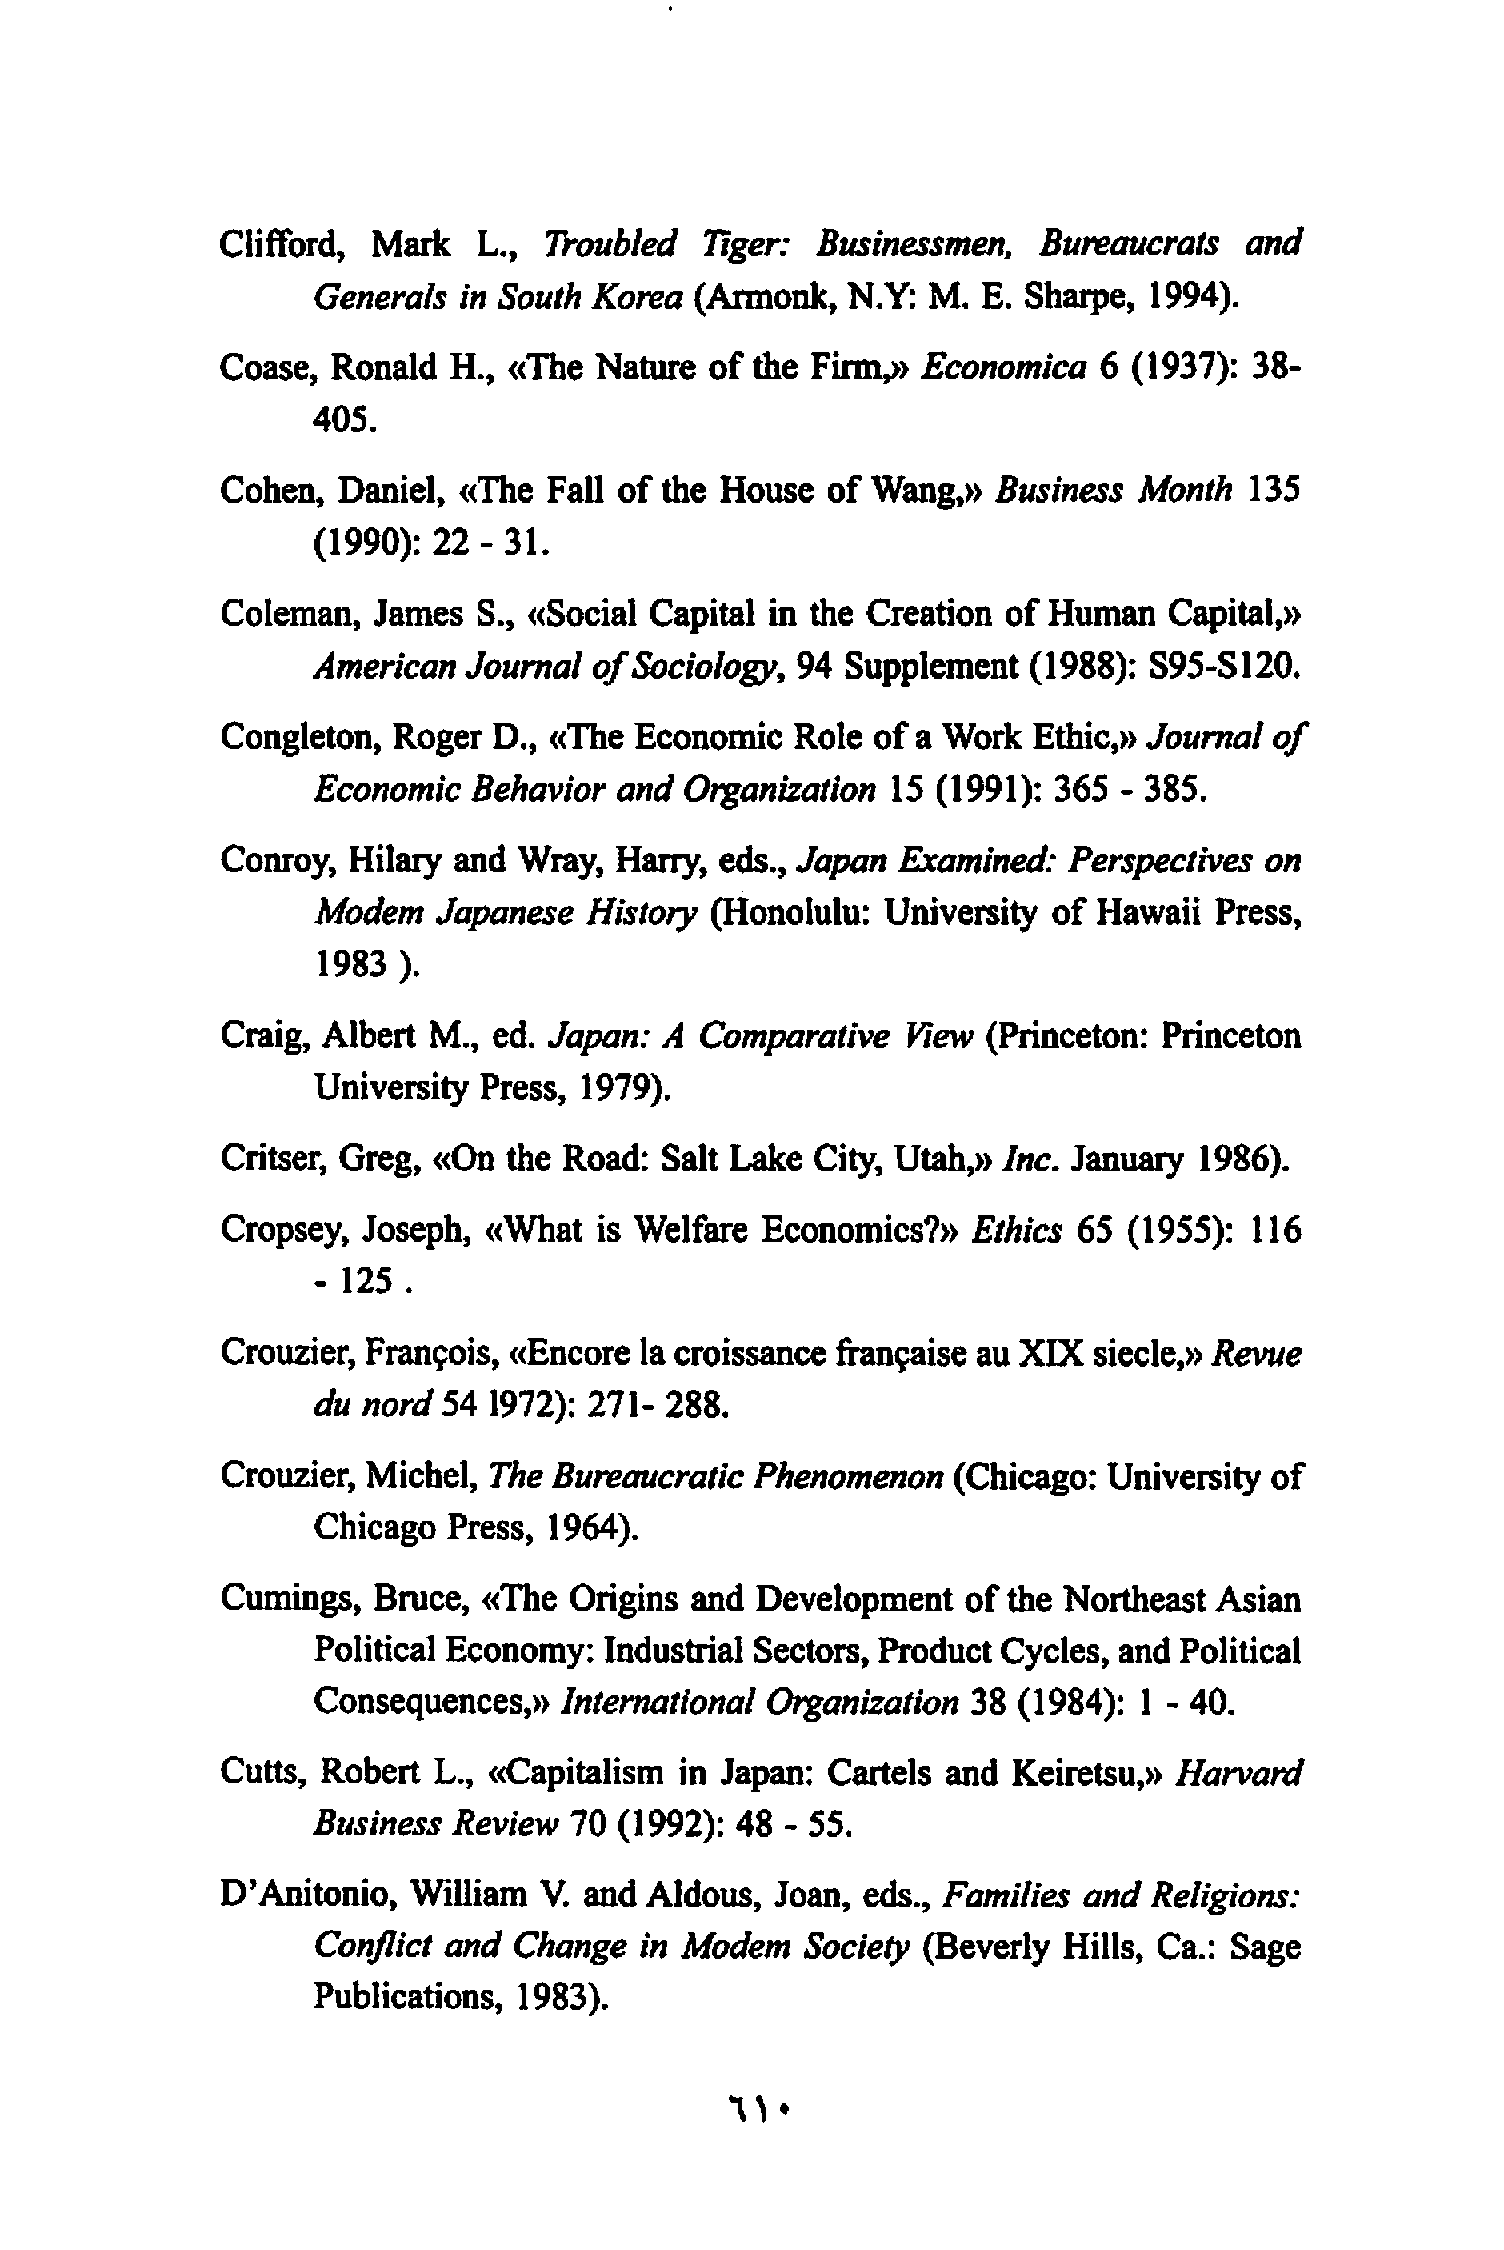 Clifford, Mark L., Troubled Tiger: Businessmen, Bureaucrats and
Generals in South Korea (Armonk, N.Y: M. E. Sharpe, 1994).
Coase, Ronald H., «The Nature of the Firm,» Economica 6 (1937): 38-
405.
Cohen, Daniel, «The Fall of the House of Wang,» Business Month 135
(1990): 22 - 31.
Coleman, James S., «Social Capital in the Creation of Human Capital,»
American Journal of Sociology, 94 Supplement (1988): S95-S120.
Congleton, Roger D., «The Economic Role of a Work Ethic,» Journal of
Economic Behavior and Organization 15 (1991): 365 - 385.
Conroy, Hilary and Wray, Harry, eds., Japan Examined: Perspectives on
Modem Japanese History (Honolulu: University of Hawaii Press,
1983 ).
Craig, Albert M., ed. Japan: A Comparative View (Princeton: Princeton
University Press, 1979).
Critser, Greg, «On the Road: Salt Lake City, Utah,» Inc. January 1986).
Cropsey, Joseph, «What is Welfare Economics?» Ethics 65 (1955): 116
- 125 .
Crouzier, François, «Encore la croissance française au XIX siecle,» Revue
du nord 54 1972): 271- 288.
Crouzier, Michel, The Bureaucratic Phenomenon (Chicago: University of
Chicago Press, 1964).
Cumings, Bruce, «The Origins and Development of the Northeast Asian
Political Economy: Industrial Sectors, Product Cycles, and Political
Consequences,» International Organization 38 (1984): 1 - 40.
Cutts, Robert L., «Capitalism in Japan: Cartels and Keiretsu,» Harvard
Business Review 70 (1992): 48 - 55.
D'Anitonio, William V. and Aldous, Joan, eds., Families and Religions:
Conflict and Change in Modem Society (Beverly Hills, Ca.: Sage
Publications, 1983).
٦١٠